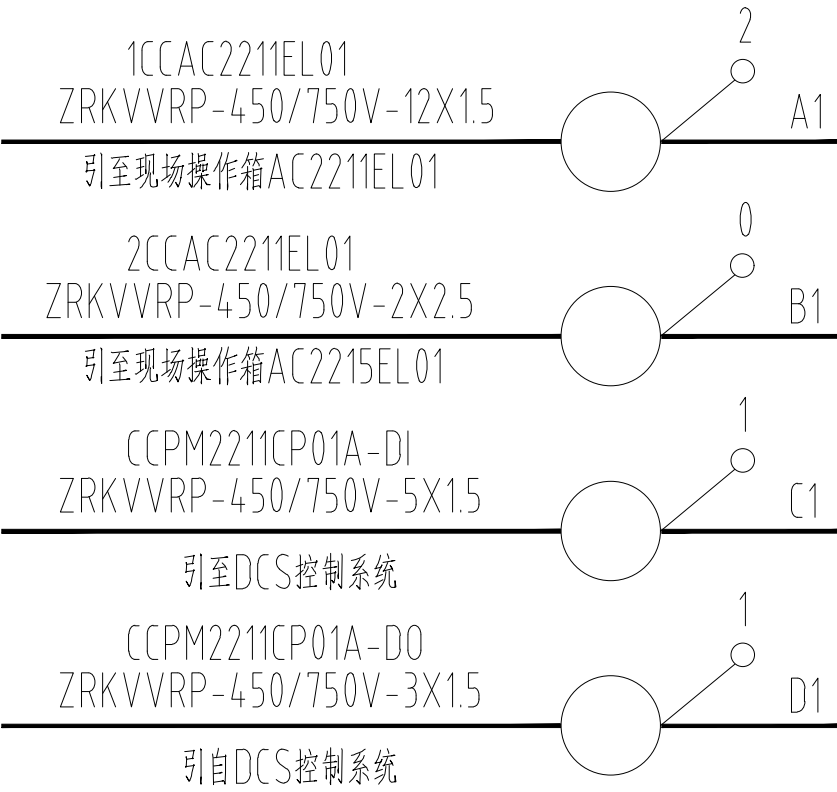 2
1CCAC2211EL01
ZRKVVRP-450/750V-12X1.5
A1
引至现场操作箱AC2211EL01
0
2CCAC2211EL01
ZRKVVRP-450/750V-2X2.5
B1
引至现场操作箱AC2215EL01
1
CCPM2211CP01A-DI
ZRKVVRP-450/750V-5X1.5
C1
引至DCS控制系统
1
CCPM2211CP01A-DO
ZRKVVRP-450/750V-3X1.5
D1
引自DCS控制系统